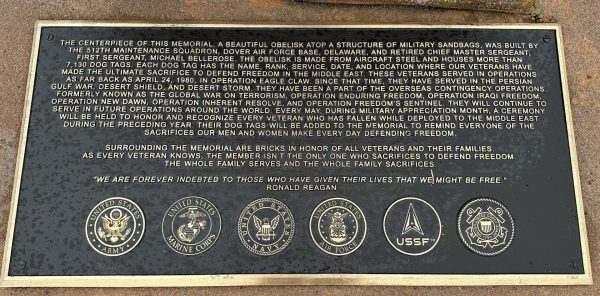 THE CENTERPIECE OF THIS MEMORIAL, A BEAUTIFUL OBELISK ATOP A STRUCTURE OF MILITARY SANDBAGS, WAS BUILT BY
THE 512TH MAINTENANCE SQUADRON, DOVER AIR FORCE BASE, DELAWARE, AND RETIRED CHIEF MASTER SERGEANT,
FIRST SERGEANT, MICHAEL BELLEROSE. THE OBELISK IS MADE FROM AIRCRAFT STEEL AND HOUSES MORE THAN
7,130 DOG TAGS. EACH DOG TAG HAS THE NAME, RANK, SERVICE, DATE, AND LOCATION WHERE OUR VETERANS HAVE
MADE THE ULTIMATE SACRIFICE TO DEFEND FREEDOM IN THE MIDDLE EAST. THESE VETERANS SERVED IN OPERATIONS
AS FAR BACK AS APRIL 24, 1980, IN OPERATION EAGLE CLAW. SINCE THAT TIME, THEY HAVE SERVED IN THE PERSIAN
GULF WAR, DESERT SHIELD, AND DESERT STORM. THEY HAVE BEEN A PART OF THE OVERSEAS CONTINGENCY OPERATIONS
FORMERLY KNOWN AS THE GLOBAL WAR ON TERRORISM, OPERATION ENDURING FREEDOM, OPERATION IRAQI FREEDOM,
OPERATION NEW DAWN, OPERATION INHERENT RESOLVE, AND OPERATION FREEDOM'S SENTINEL. THEY WILL CONTINUE TO
SERVE IN FUTURE OPERATIONS AROUND THE WORLD. EVERY MAY, DURING MILITARY APPRECIATION MONTH, A CEREMONY
WILL BE HELD TO HONOR AND RECOGNIZE EVERY VETERAN WHO HAS FALLEN WHILE DEPLOYED TO THE MIDDLE EAST
DURING THE PRECEDING YEAR. THEIR DOG TAGS WILL BE ADDED TO THE MEMORIAL TO REMIND EVERYONE OF THE
SACRIFICES OUR MEN AND WOMEN MAKE EVERY DAY DEFENDING FREEDOM.
SURROUNDING THE MEMORIAL ARE BRICKS IN HONOR OF ALL VETERANS AND THEIR FAMILIES
AS EVERY VETERAN KNOWS, THE MEMBER ISN'T THE ONLY ONE WHO SACRIFICES TO DEFEND FREEDOM.
THE WHOLE FAMILY SERVES AND THE WHOLE FAMILY SACRIFICES.
"WE ARE FOREVER INDEBTED TO THOSE WHO HAVE GIVEN THEIR LIVES THAT WE MIGHT BE FREE."
RONALD REAGAN
UNITED STATES ARMY
UNITED STATES MARINE CORPS
UNITED STATES NAVY
UNITED STATES AIR FORCE
USSF